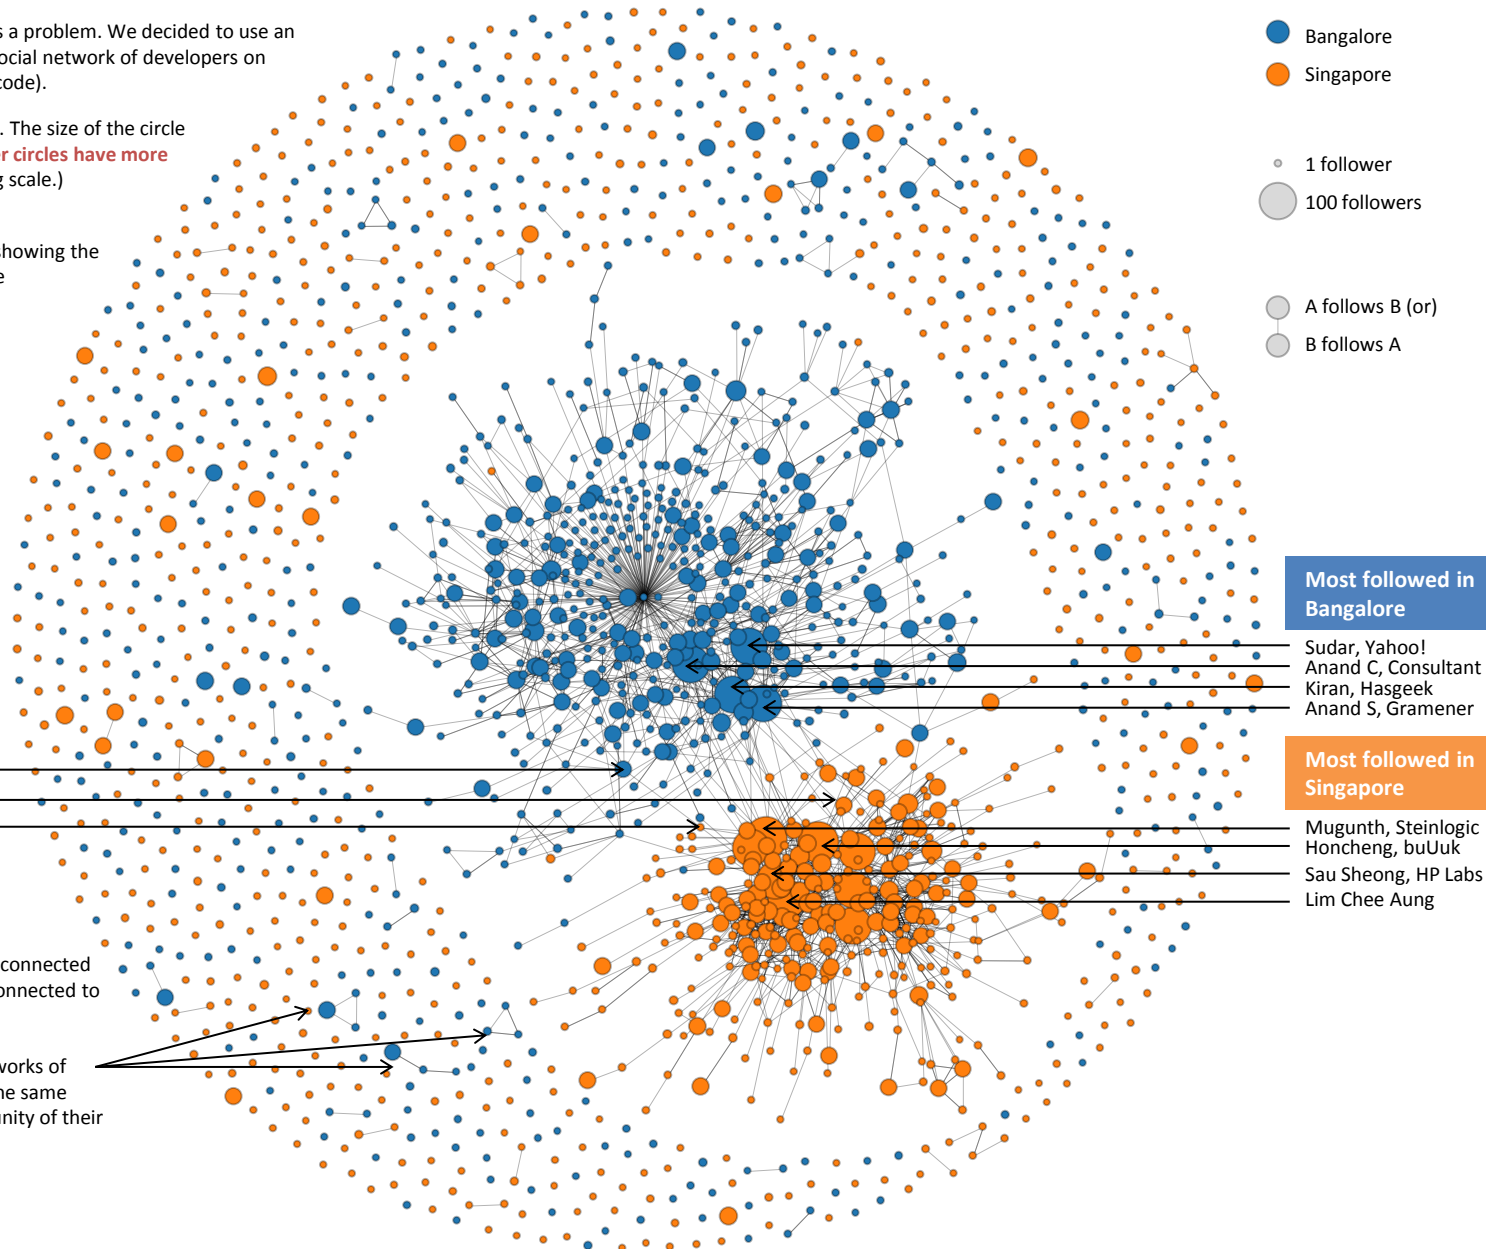 s a problem. We decided to use an
ocial network of developers on
code).
. The size of the circle
r circles have more
g scale.)
showing the
e
connected
onnected to
works of
he same
unity of their
Bangalore
Singapore
1 follower
100 followers
A follows B (or)
B follows A
Most followed in
Bangalore
Sudar, Yahoo!
Anand C, Consultant
Kiran, Hasgeek
Anand S, Gramener
Most followed in
Singapore
Mugunth, Steinlogic
Honcheng, buUuk
Sau Sheong, HP Labs
Lim Chee Aung